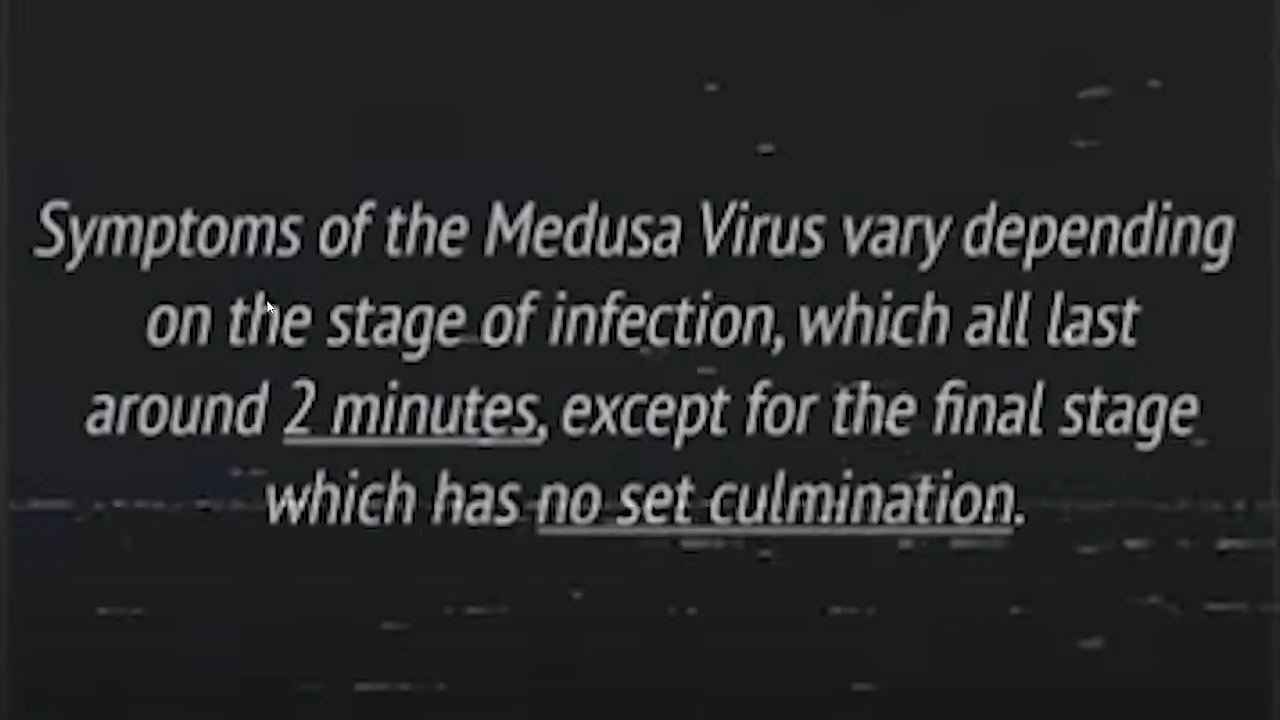 Symptoms of the Medusa Virus vary depending
on the stage of infection, which all last
around 2 minutes, except for the final stage
which has no set culmination.